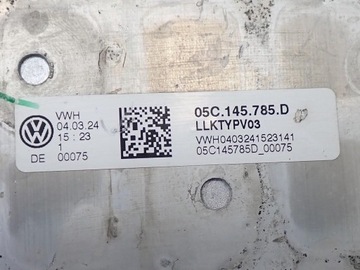 VWH
04.03.24
15:23
1
DE 00075
05C.145.785.D
LLKTYPV03
VWH0403241523141
05C145785D_00075